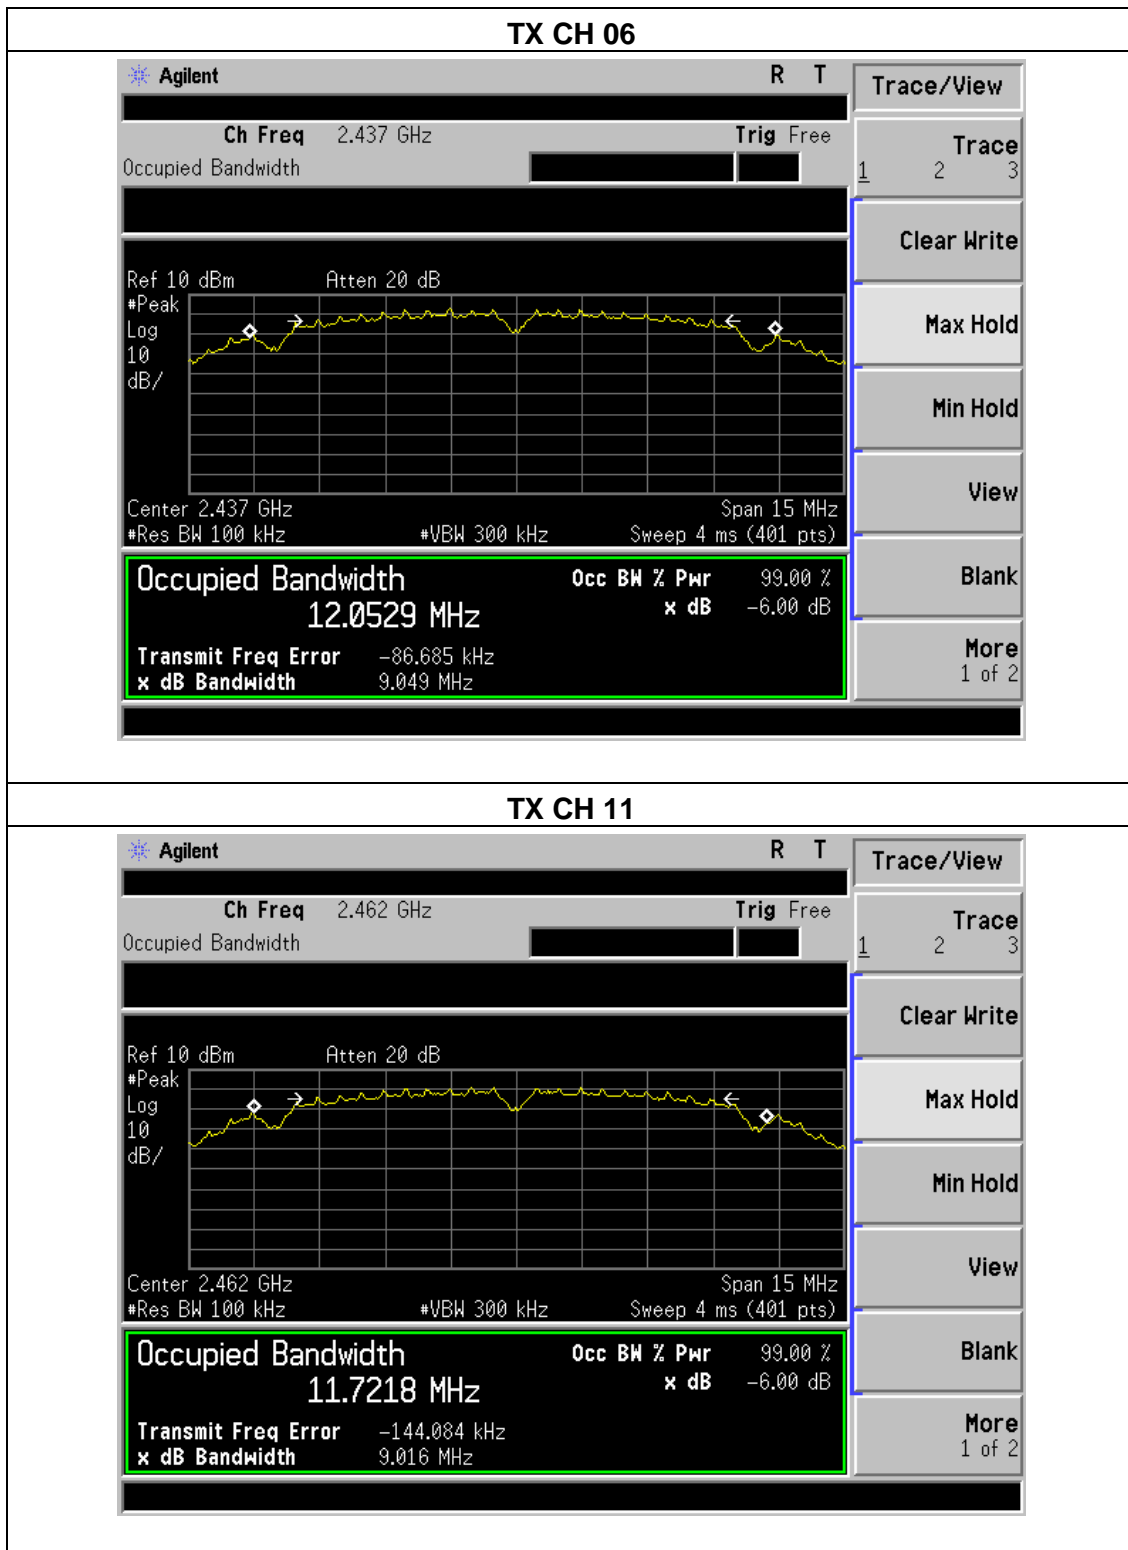 TX CH 06
Agilent R T
Trace/View
Ch Freq 2.437 GHz Trig Free
Occupied Bandwidth
Trace
1 2 3
Clear Write
Max Hold
Min Hold
View
Blank
More
1 of 2
Ref 10 dBm Atten 20 dB
#Peak
Log
10
dB/
Center 2.437 GHz Span 15 MHz
#Res BW 100 kHz #VBW 300 kHz Sweep 4 ms (401 pts)
Occupied Bandwidth Occ BW % Pwr 99.00 %
12.0529 MHz x dB -6.00 dB
Transmit Freq Error -86.685 kHz
x dB Bandwidth 9.049 MHz
TX CH 11
Agilent R T
Trace/View
Ch Freq 2.462 GHz Trig Free
Occupied Bandwidth
Trace
1 2 3
Clear Write
Max Hold
Min Hold
View
Blank
More
1 of 2
Ref 10 dBm Atten 20 dB
#Peak
Log
10
dB/
Center 2.462 GHz Span 15 MHz
#Res BW 100 kHz #VBW 300 kHz Sweep 4 ms (401 pts)
Occupied Bandwidth Occ BW % Pwr 99.00 %
11.7218 MHz x dB -6.00 dB
Transmit Freq Error -144.084 kHz
x dB Bandwidth 9.016 MHz